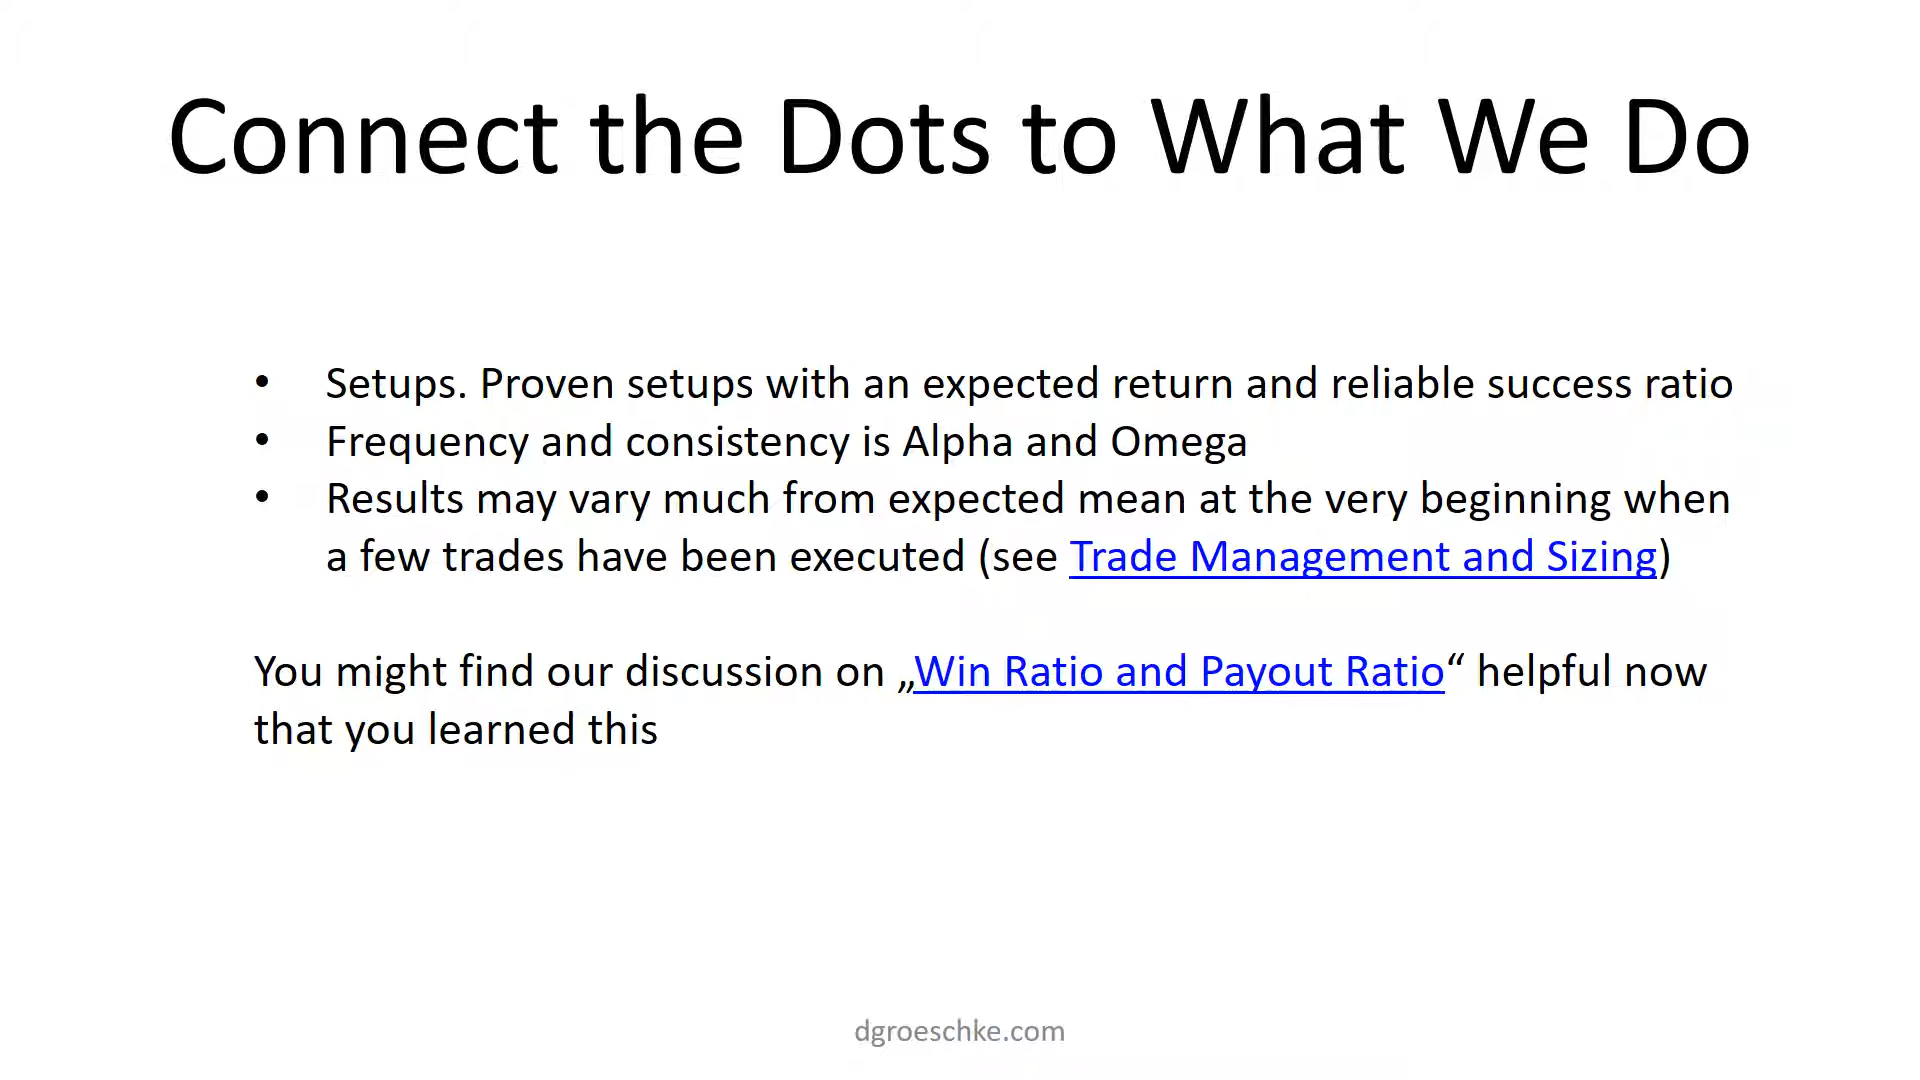 Connect the Dots to What We Do
• Setups. Proven setups with an expected return and reliable success ratio
• Frequency and consistency is Alpha and Omega
• Results may vary much from expected mean at the very beginning when
a few trades have been executed (see Trade Management and Sizing)
You might find our discussion on „Win Ratio and Payout Ratio“ helpful now
that you learned this
dgroeschke.com